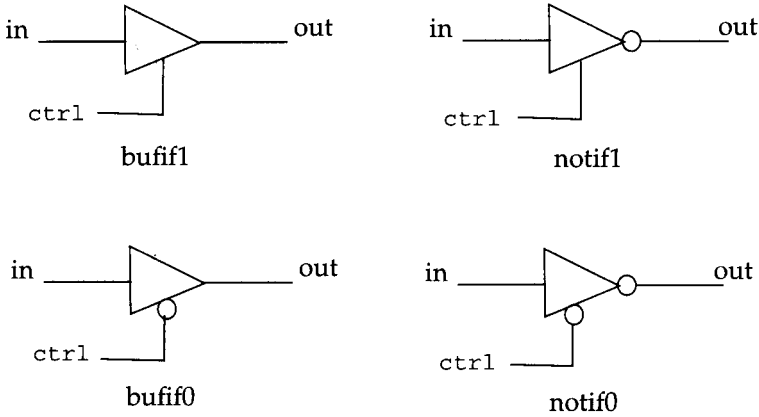 in out
ctrl
bufif1
in out
ctrl
notif1
in out
ctrl
bufif0
in out
ctrl
notif0